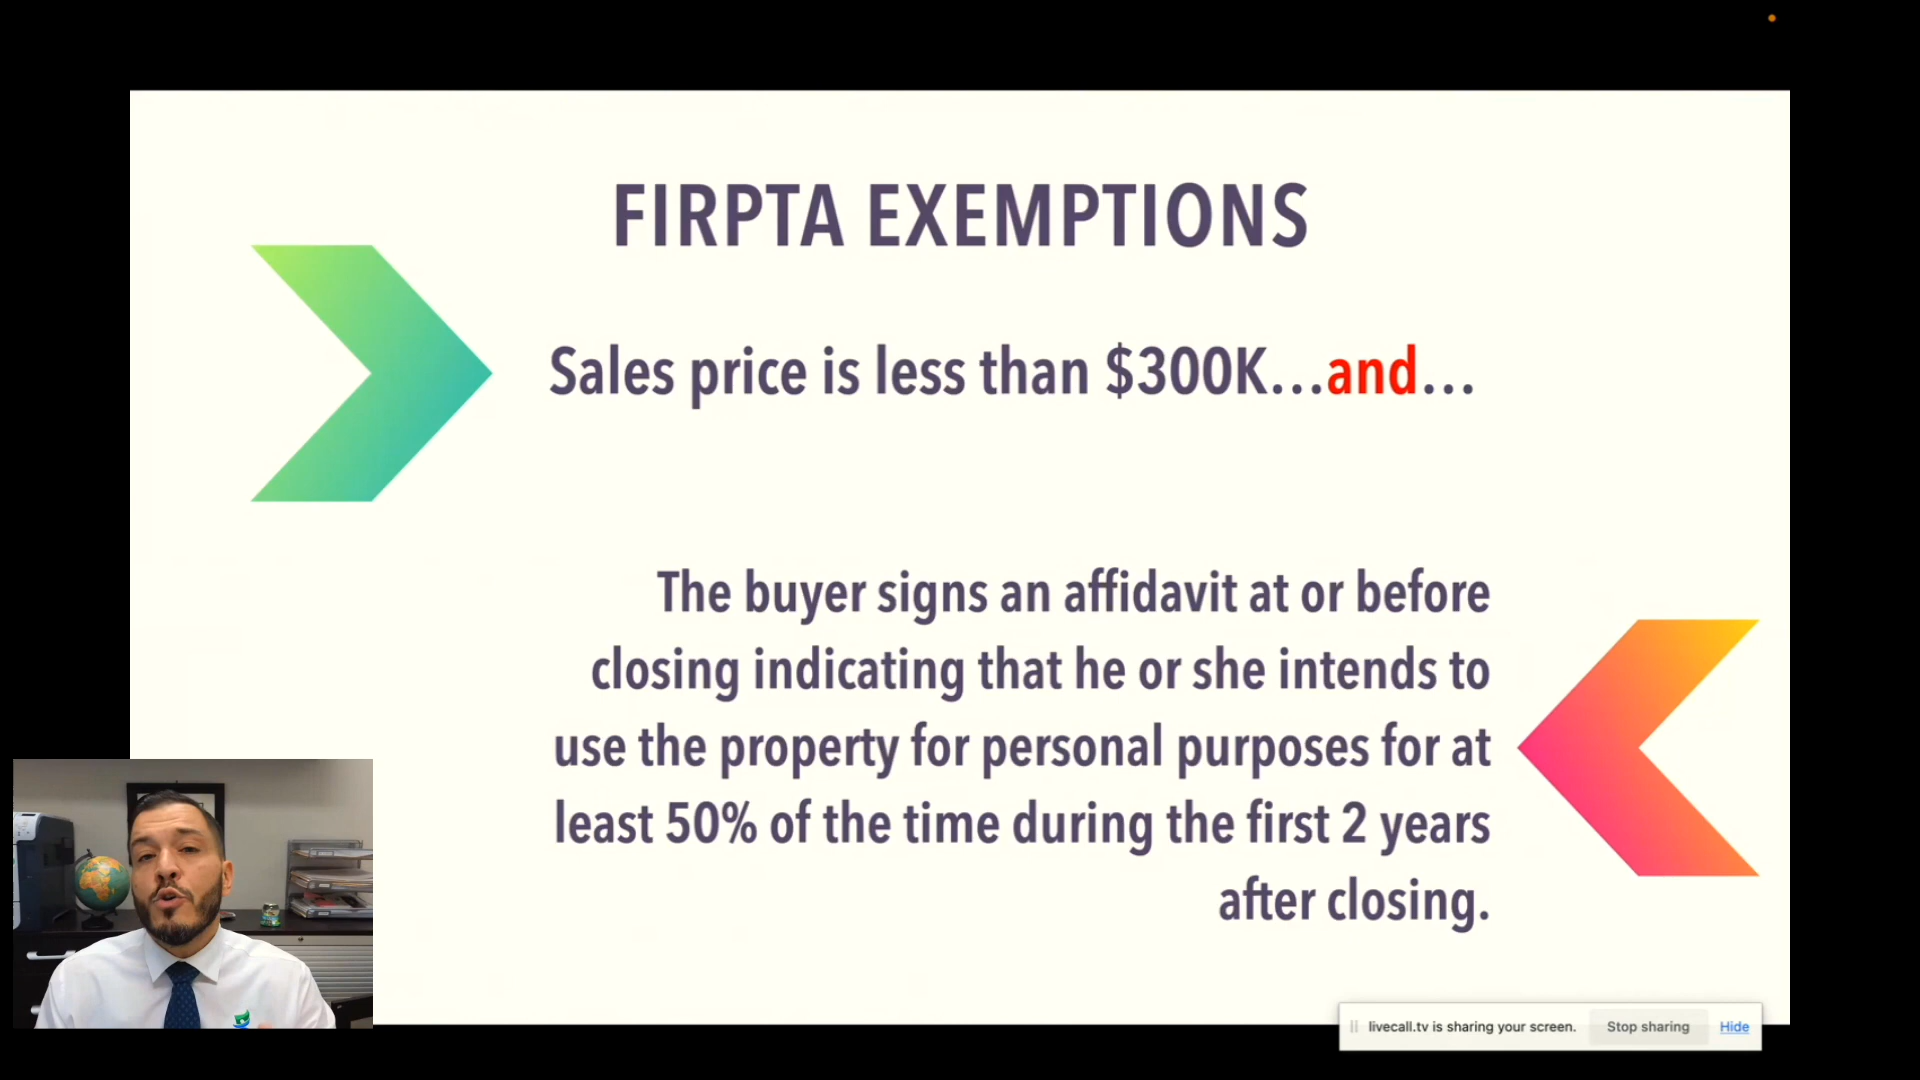 FIRPTA EXEMPTIONS
Sales price is less than $300K...and...
The buyer signs an affidavit at or before
closing indicating that he or she intends to
use the property for personal purposes for at
least 50% of the time during the first 2 years
after closing.
livecall.tv is sharing your screen. Stop sharing Hide